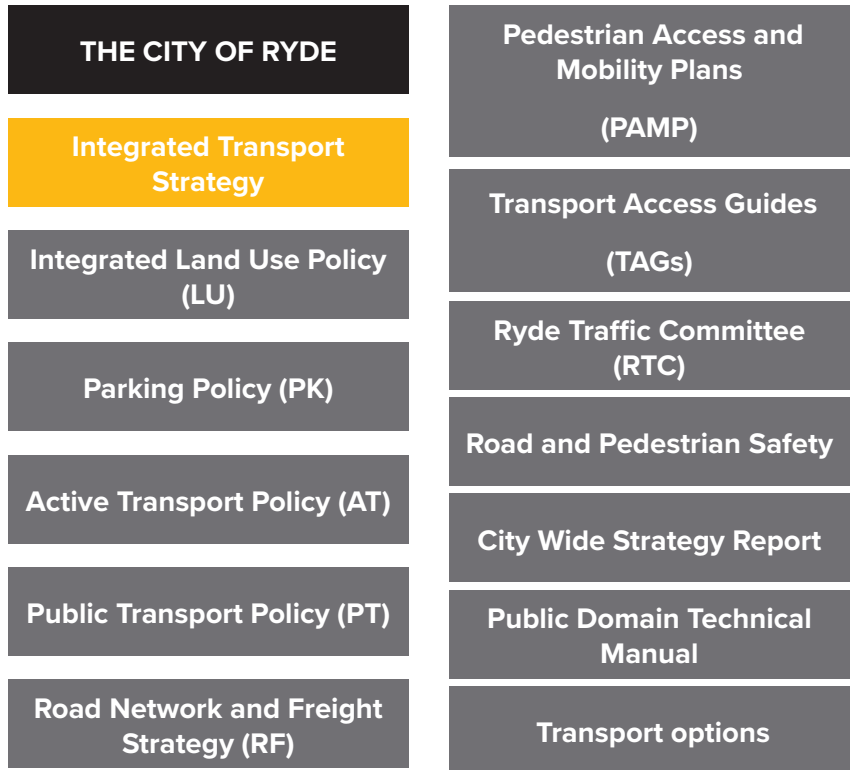 THE CITY OF RYDE
Integrated Transport
Strategy
Integrated Land Use Policy
(LU)
Parking Policy (PK)
Active Transport Policy (AT)
Public Transport Policy (PT)
Road Network and Freight
Strategy (RF)
Pedestrian Access and
Mobility Plans
(PAMP)
Transport Access Guides
(TAGs)
Ryde Traffic Committee
(RTC)
Road and Pedestrian Safety
City Wide Strategy Report
Public Domain Technical
Manual
Transport options